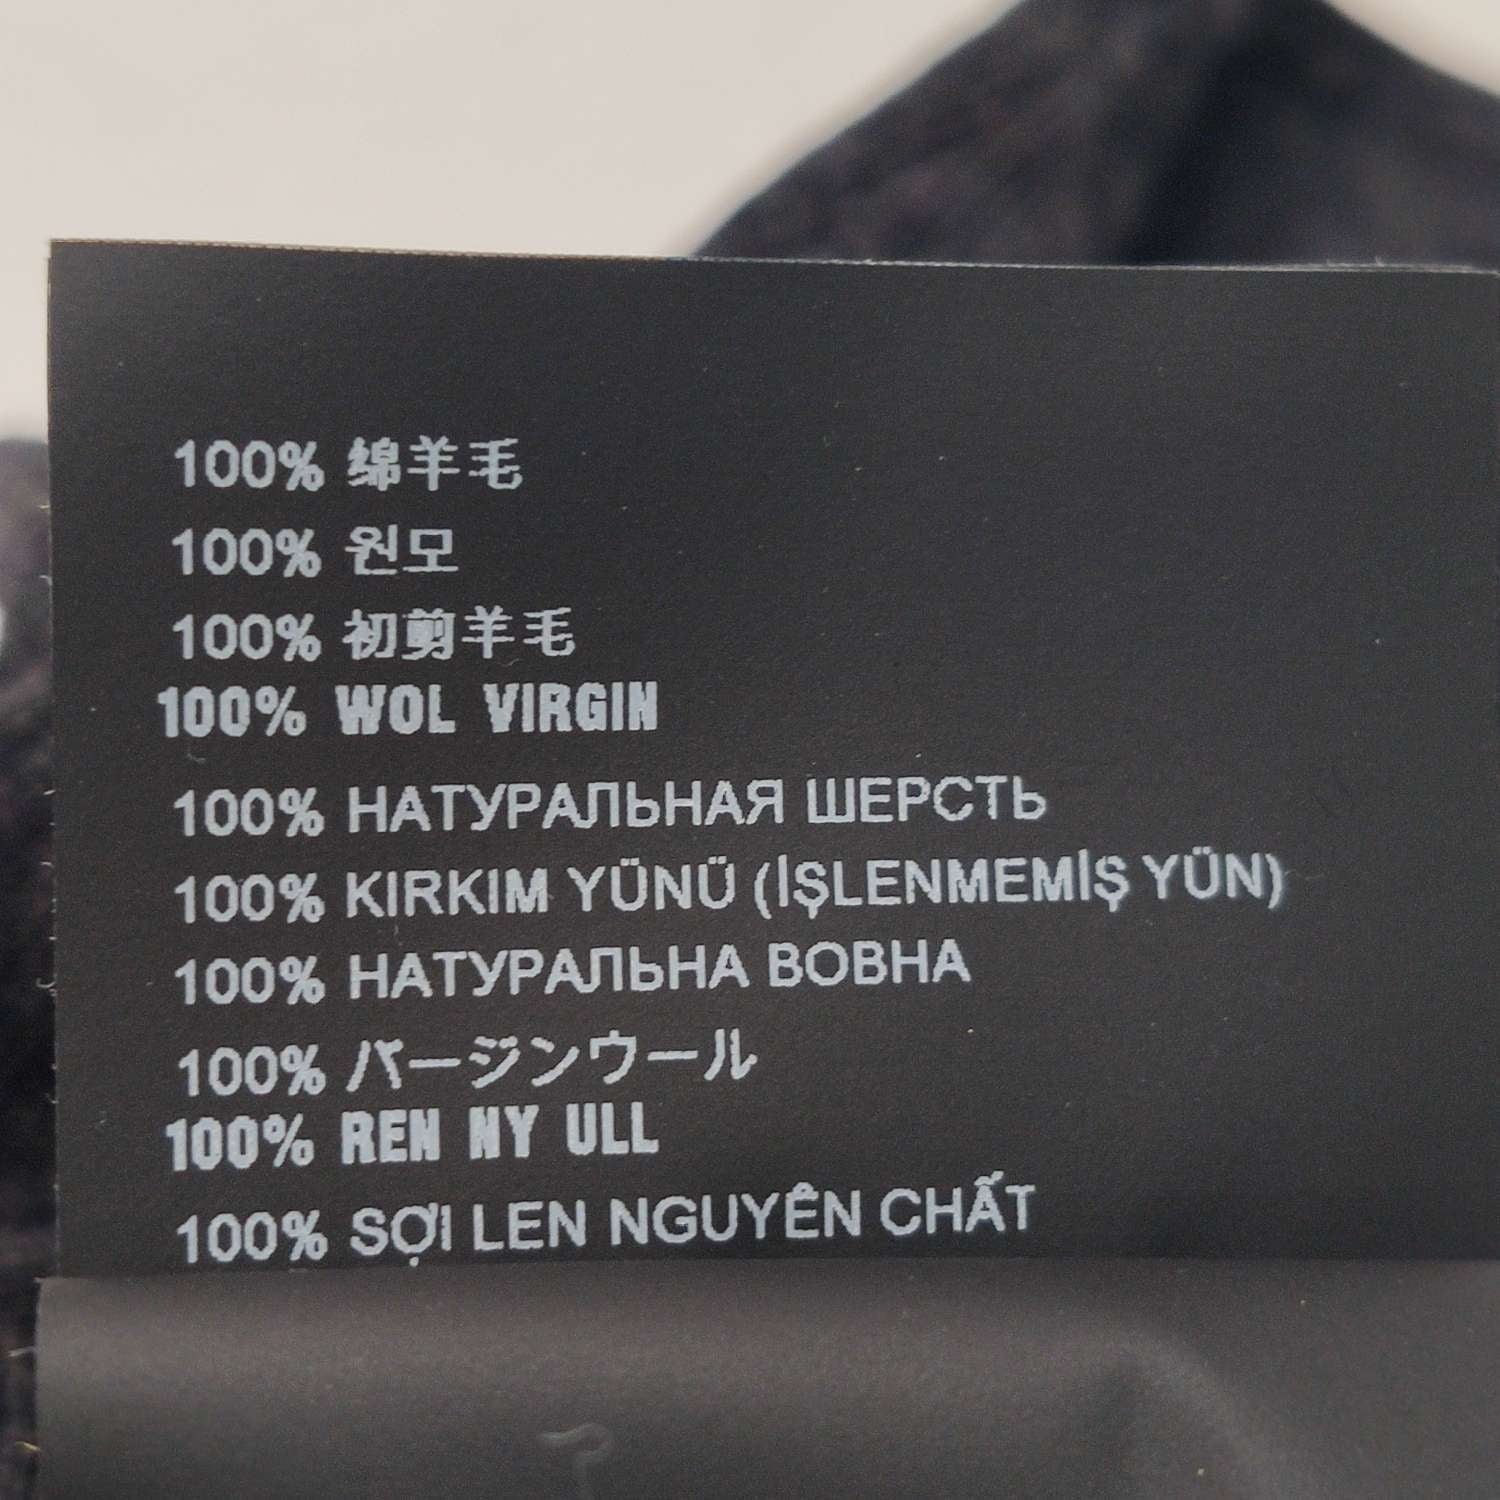 100% 绵羊毛
100% 원모
100% 初剪羊毛
100% WOL VIRGIN
100% НАТУРАЛЬНАЯ ШЕРСТЬ
100% KIRKIM YÜNÜ (İŞLENMEMİŞ YÜN)
100% НАТУРАЛЬНА ВОВНА
100% バージンウール
100% REN NY ULL
100% SỢI LEN NGUYÊN CHẤT